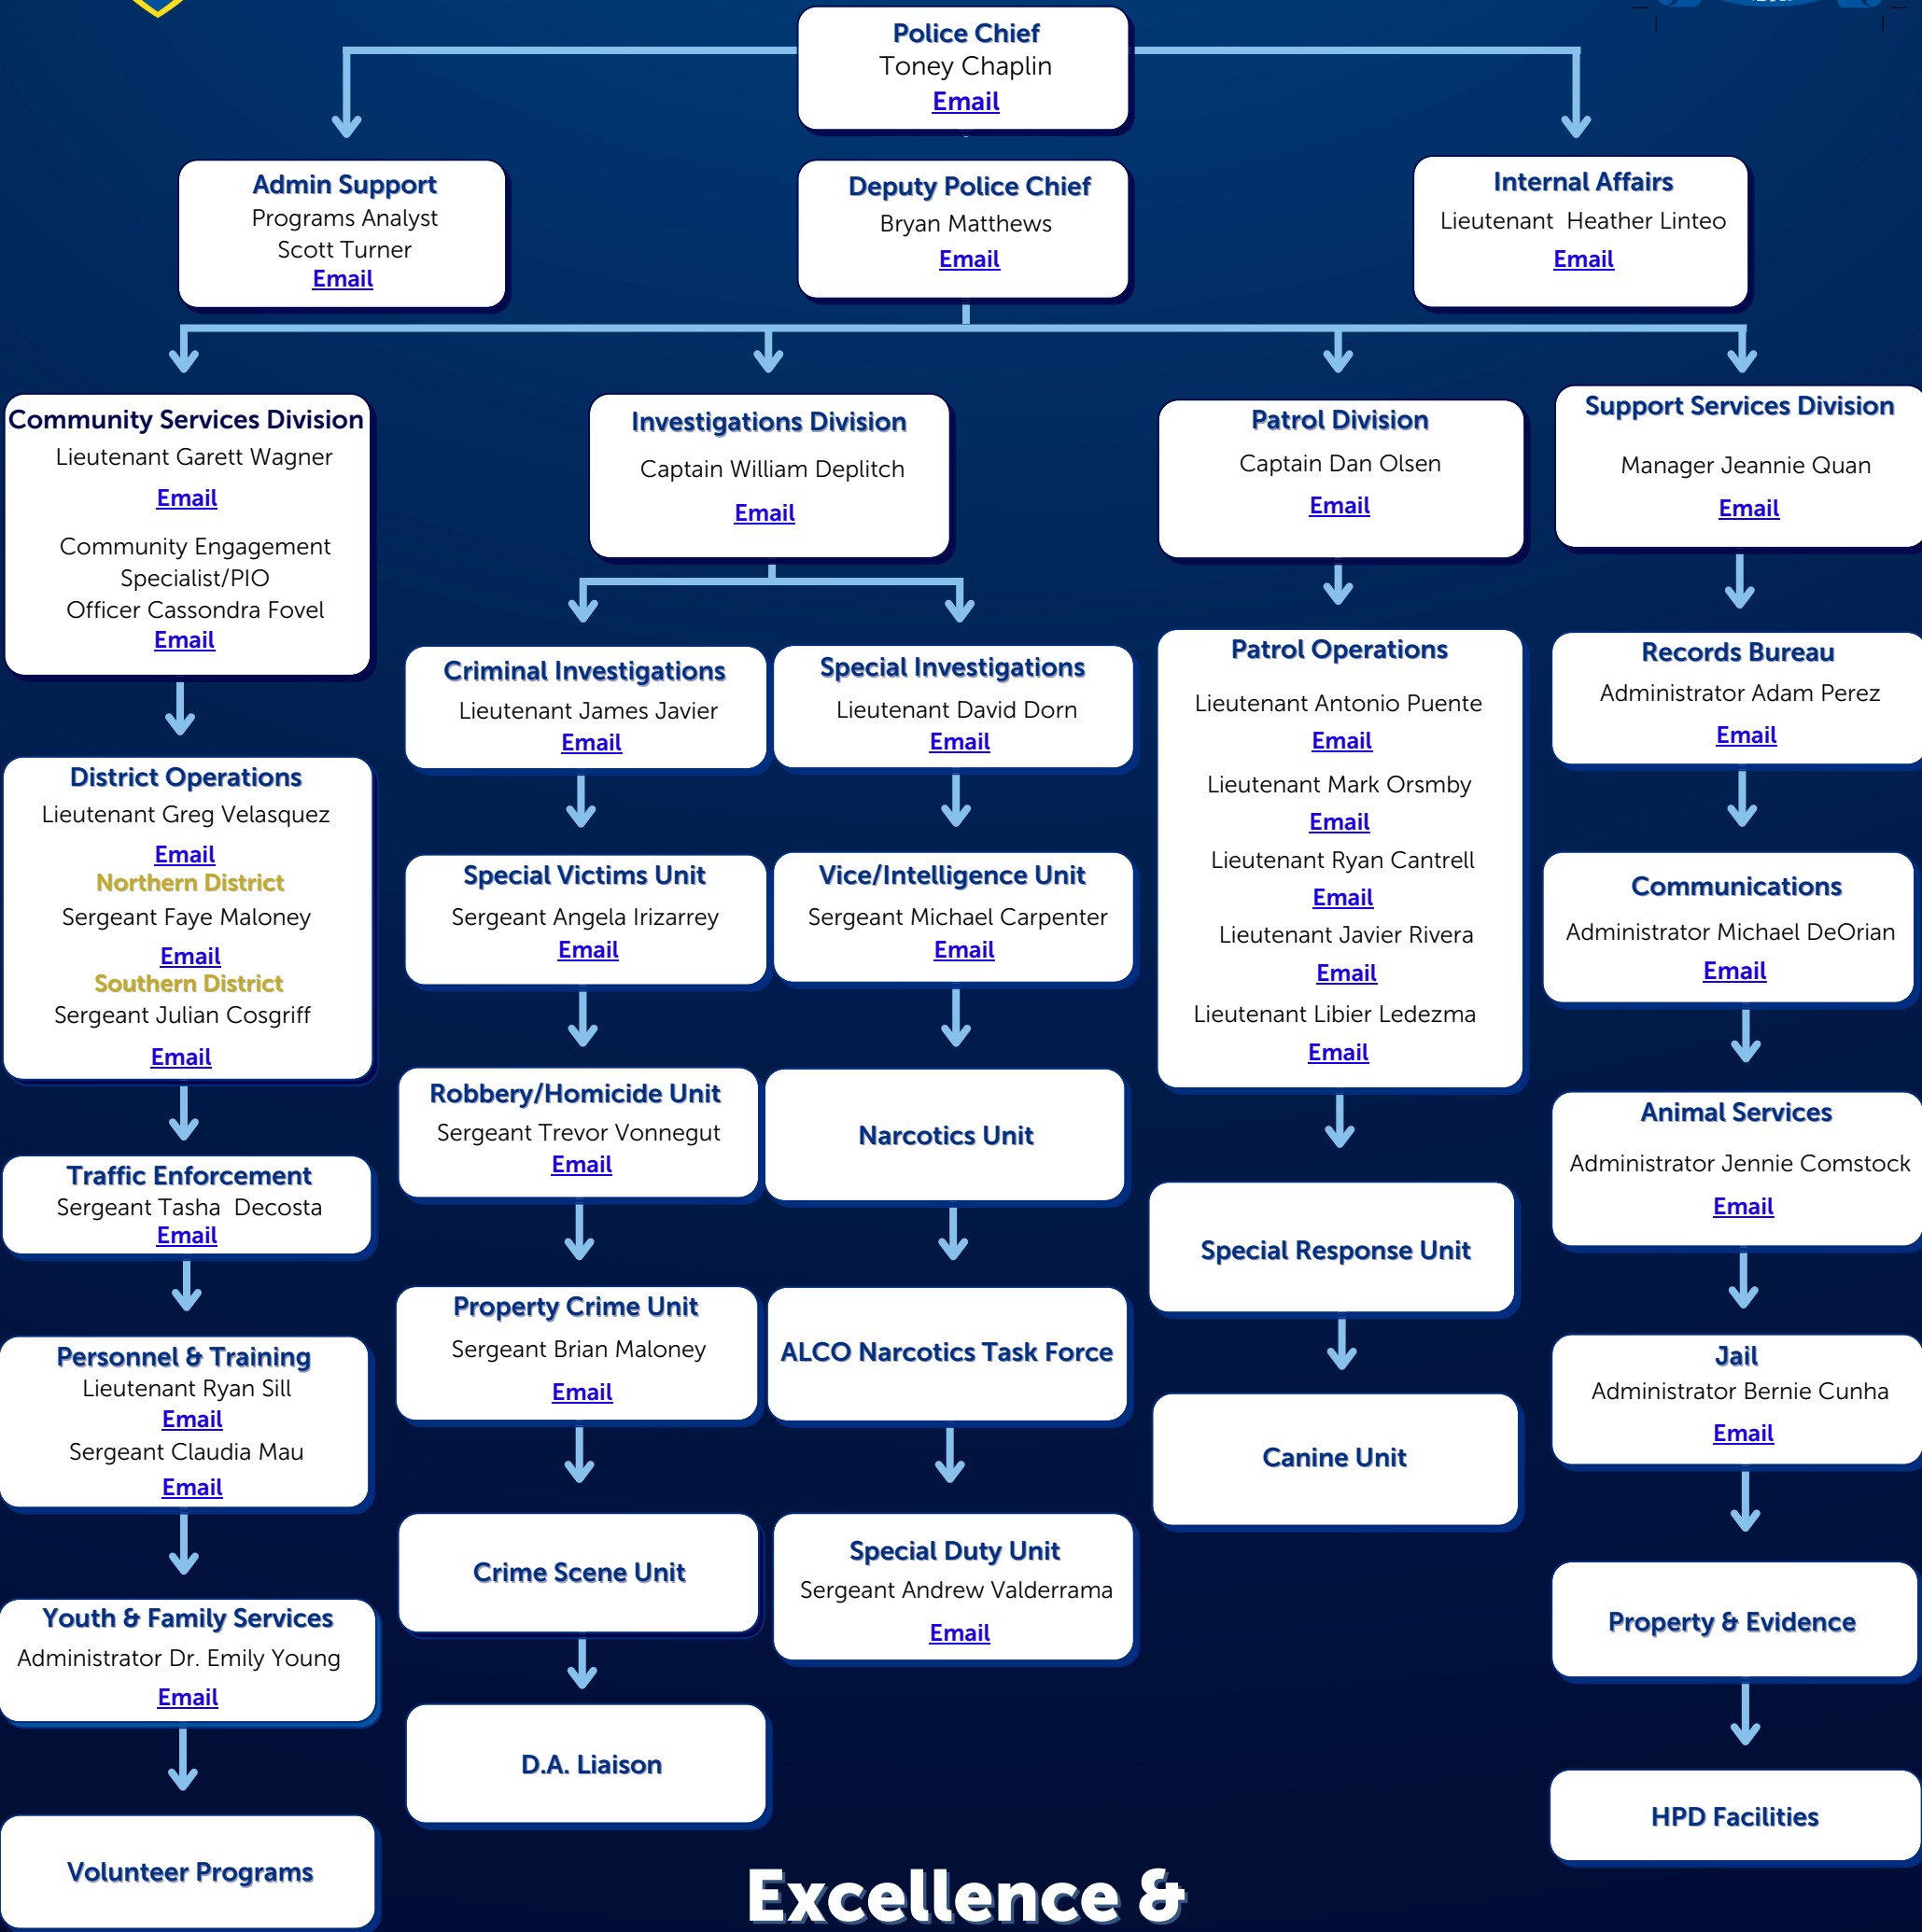 Police Chief
Toney Chaplin
Email
Admin Support
Programs Analyst
Scott Turner
Email
Deputy Police Chief
Bryan Matthews
Email
Internal Affairs
Lieutenant  Heather Linteo
Email
Community Services Division
Lieutenant Garett Wagner
Email
Community Engagement
Specialist/PIO
Officer Cassondra Fovel
Email
District Operations
Lieutenant Greg Velasquez
Email
Northern District
Sergeant Faye Maloney
Email
Southern District
Sergeant Julian Cosgriff
Email
Traffic Enforcement
Sergeant Tasha  Decosta
Email
Personnel & Training
Lieutenant Ryan Sill
Email
Sergeant Claudia Mau
Email
Youth & Family Services
Administrator Dr. Emily Young
Email
Volunteer Programs
Investigations Division
Captain William Deplitch
Email
Criminal Investigations
Lieutenant James Javier
Email
Special Victims Unit
Sergeant Angela Irizarrey
Email
Robbery/Homicide Unit
Sergeant Trevor Vonnegut
Email
Property Crime Unit
Sergeant Brian Maloney
Email
Crime Scene Unit
D.A. Liaison
Special Investigations
Lieutenant David Dorn
Email
Vice/Intelligence Unit
Sergeant Michael Carpenter
Email
Narcotics Unit
ALCO Narcotics Task Force
Special Duty Unit
Sergeant Andrew Valderrama
Email
Patrol Division
Captain Dan Olsen
Email
Patrol Operations
Lieutenant Antonio Puente
Email
Lieutenant Mark Orsmby
Email
Lieutenant Ryan Cantrell
Email
Lieutenant Javier Rivera
Email
Lieutenant Libier Ledezma
Email
Special Response Unit
Canine Unit
Support Services Division
Manager Jeannie Quan
Email
Records Bureau
Administrator Adam Perez
Email
Communications
Administrator Michael DeOrian
Email
Animal Services
Administrator Jennie Comstock
Email
Jail
Administrator Bernie Cunha
Email
Property & Evidence
HPD Facilities
Excellence &